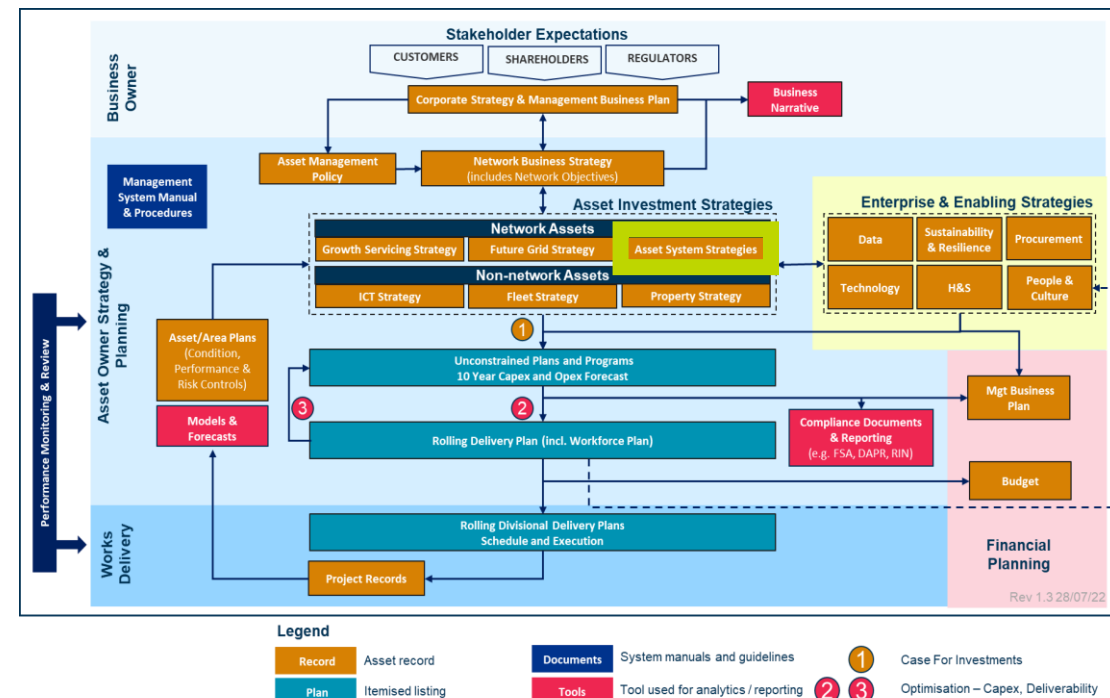 Stakeholder Expectations
CUSTOMERS
SHAREHOLDERS
REGULATORS
Business
Owner
Corporate Strategy & Management Business Plan
Business
Narrative
Asset Management
Policy
Network Business Strategy
(includes Network Objectives)
Management
System Manual
& Procedures
Asset Investment Strategies
Network Assets
Growth Servicing Strategy
Future Grid Strategy
Asset System Strategies
Non-network Assets
ICT Strategy
Fleet Strategy
Property Strategy
Enterprise & Enabling Strategies
Data
Sustainability
& Resilience
Procurement
Technology
H&S
People &
Culture
Asset Owner Strategy &
Planning
Performance Monitoring & Review
Asset/Area Plans
(Condition,
Performance &
Risk Controls)
Models &
Forecasts
1
Unconstrained Plans and Programs
10 Year Capex and Opex Forecast
3
2
Rolling Delivery Plan (incl. Workforce Plan)
Compliance Documents
& Reporting
(e.g. FSA, DAPR, RIN)
Mgt Business
Plan
Budget
Works
Delivery
Rolling Divisional Delivery Plans
Schedule and Execution
Project Records
Financial
Planning
Rev 1.3 28/07/22
Legend
Record
Asset record
Documents
System manuals and guidelines
1
Case For Investments
Plan
Itemised listing
Tools
Tool used for analytics / reporting
2
3
Optimisation – Capex, Deliverability